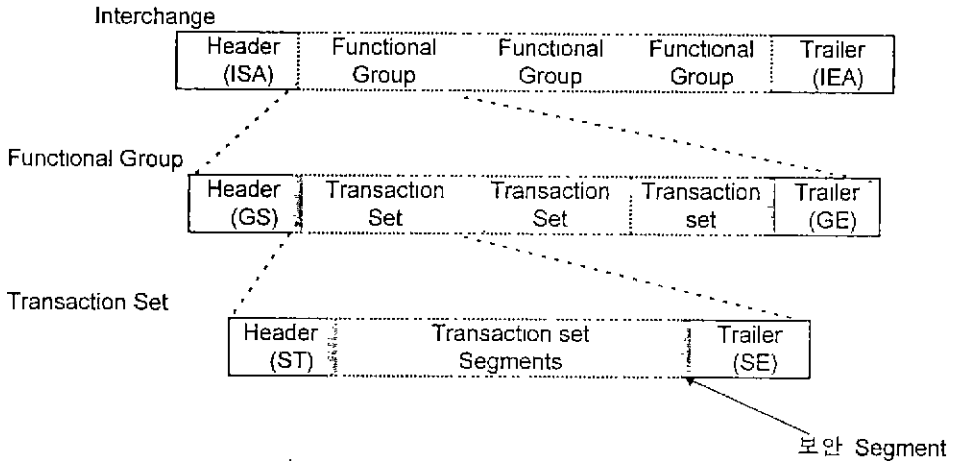 Interchange
Header Functional Functional Functional Trailer
(ISA) Group Group Group (IEA)
Functional Group
Header Transaction Transaction Transaction Trailer
(GS) Set Set set (GE)
Transaction Set
Header Transaction set Trailer
(ST) Segments (SE)
보안 Segment